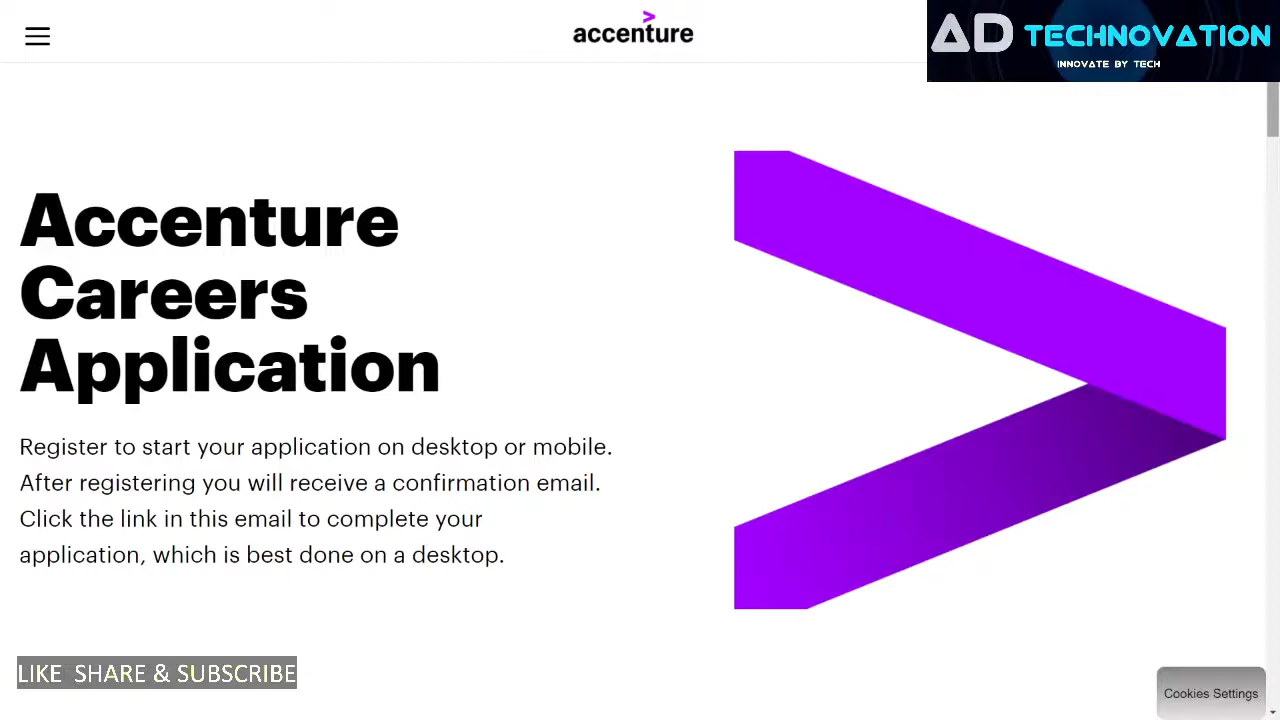 accenture
AD TECHNOVATION
INNOVATE BY TECH
Accenture
Careers
Application
Register to start your application on desktop or mobile.
After registering you will receive a confirmation email.
Click the link in this email to complete your
application, which is best done on a desktop.
LIKE SHARE & SUBSCRIBE
Cookies Settings